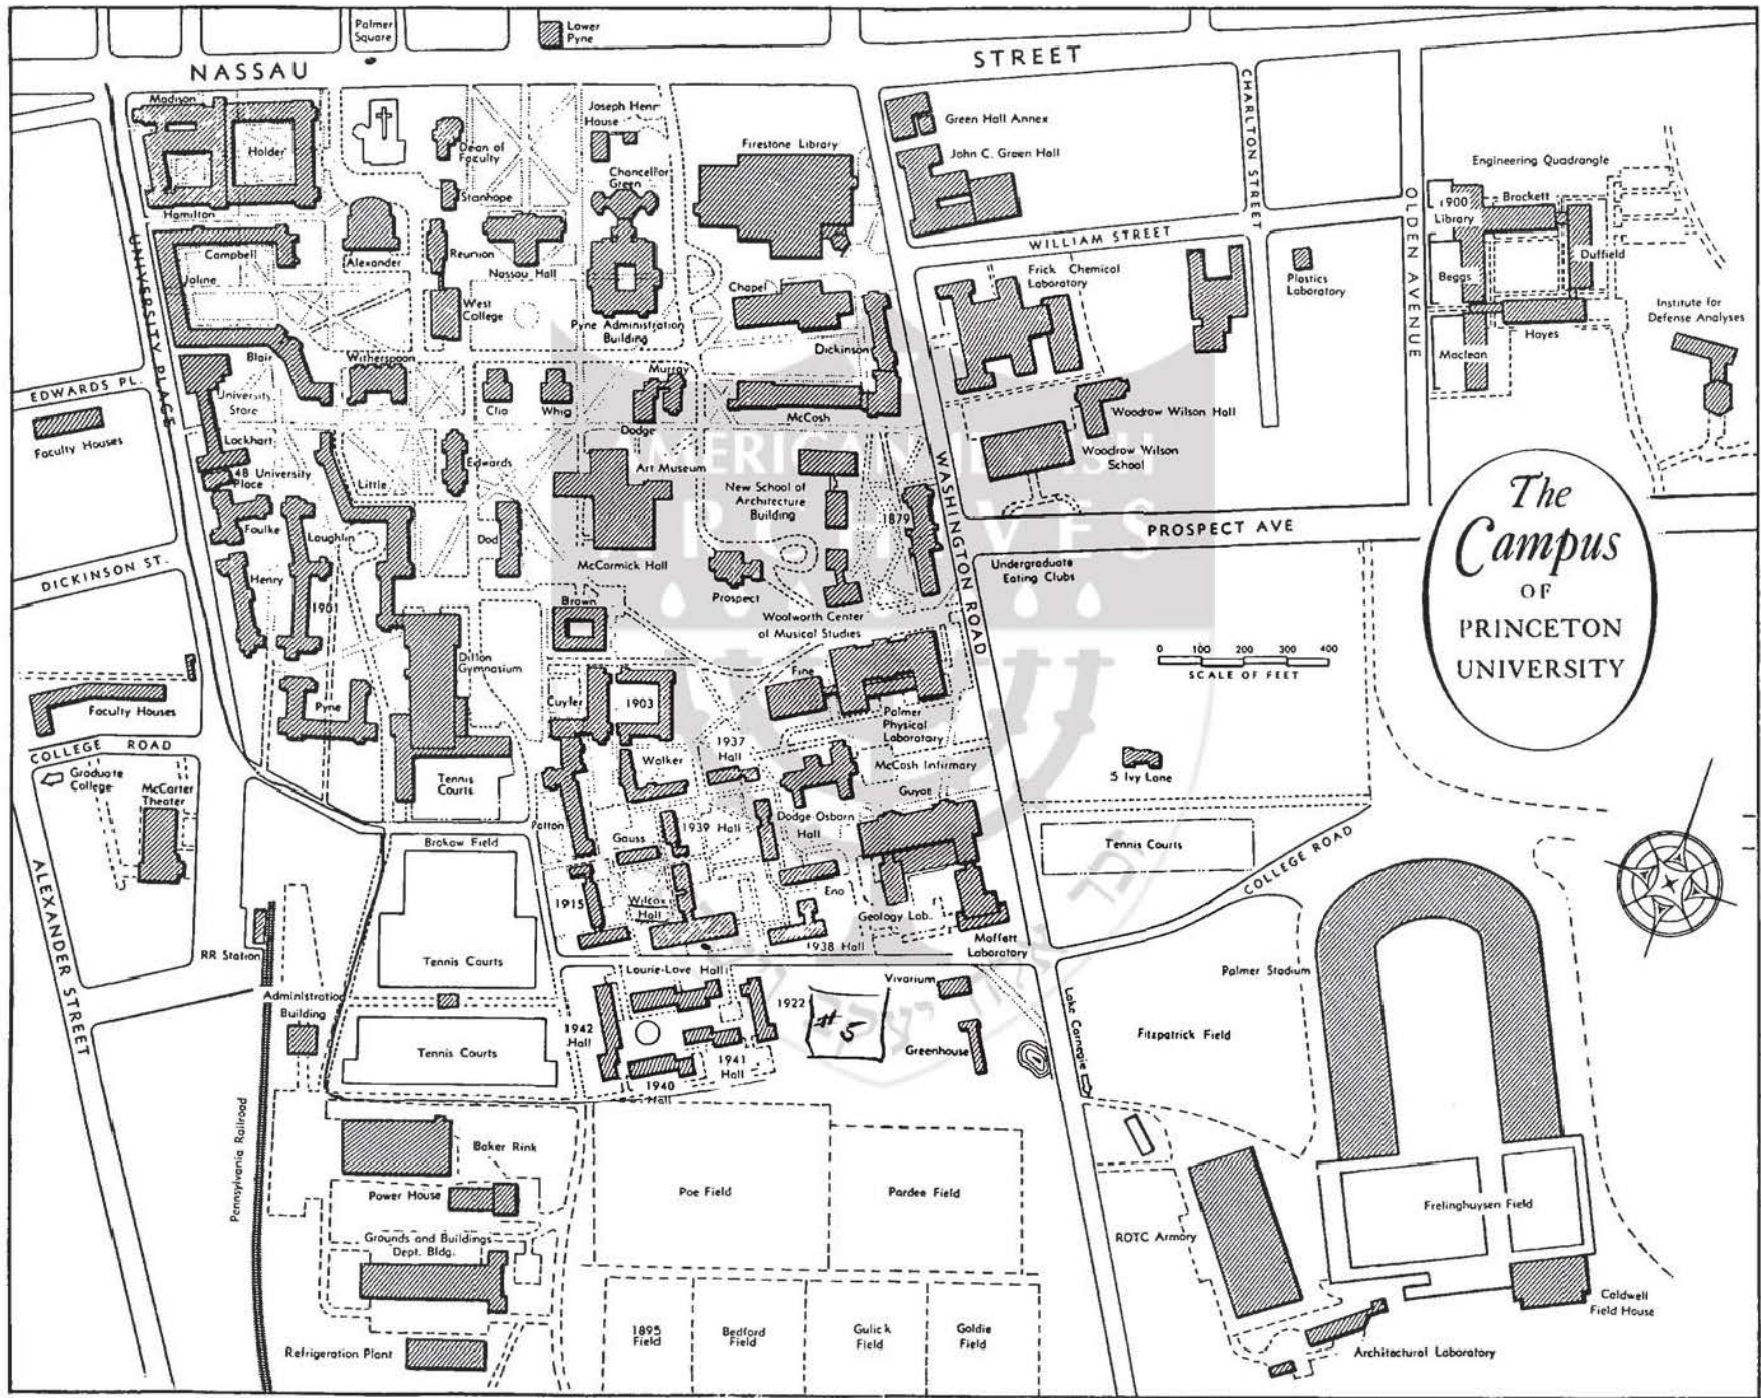 Palmer
Square
Lower
Pyne
NASSAU STREET
Madison
Holder
Hamilton
Dean of
Faculty
Stanhope
Joseph Henr
House
Chancellor
Green
Firestone Library
Green Hall Annex
John C. Green Hall
CHARLTON STREET
OLDEN AVENUE
Engineering Quadrangle
1900
Library
Brackett
Duffield
Beggs
Hayes
Maclean
Institute for
Defense Analyses
WILLIAM STREET
UNIVERSITY PLACE
Campbell
Joline
Alexander
Reunion
Nassau Hall
West
College
Pyne Administration
Building
Chapel
Dickinson
Frick Chemical
Laboratory
Plastics
Laboratory
Blair
Witherspoon
Murray
EDWARDS PL.
Faculty Houses
University
Store
Clio
Whig
Dodge
McCosh
Woodrow Wilson Hall
Woodrow Wilson
School
Lockhart
48 University
Place
Little
Edwards
Art Museum
New School of
Architecture
Building
AMERICAN JEWISH
ARCHIVES
WASHINGTON ROAD
1879
PROSPECT AVE
The
Campus
OF
PRINCETON
UNIVERSITY
Foulke
Laughlin
Dod
McCormick Hall
Prospect
Undergraduate
Eating Clubs
DICKINSON ST.
Henry
1901
Brown
Woolworth Center
of Musical Studies
Dillon
Gymnasium
Fine
0 100 200 300 400
SCALE OF FEET
Faculty Houses
Pyne
Cuyler
1903
Palmer
Physical
Laboratory
COLLEGE ROAD
Graduate
College
McCarter
Theater
Tennis
Courts
1937
Hall
Walker
McCosh Infirmary
5 Ivy Lane
Guyot
Patton
Gauss
1939 Hall
Dodge Osborn
Hall
Brokaw Field
Tennis Courts
COLLEGE ROAD
ALEXANDER STREET
1915
Wilcox
Hall
Eno
Geology Lab.
1938 Hall
Moffett
Laboratory
RR Station
Tennis Courts
Palmer Stadium
Administration
Building
Lourie-Love Hall
Vivarium
1922
# 5
Lake Carnegie
1942
Hall
Tennis Courts
1941
Hall
Greenhouse
Fitzpatrick Field
1940
Hall
Pennsylvania Railroad
Baker Rink
Power House
Poe Field
Pardee Field
Frelinghuysen Field
ROTC Armory
Grounds and Buildings
Dept. Bldg.
Caldwell
Field House
1895
Field
Bedford
Field
Gulick
Field
Goldie
Field
Refrigeration Plant
Architectural Laboratory